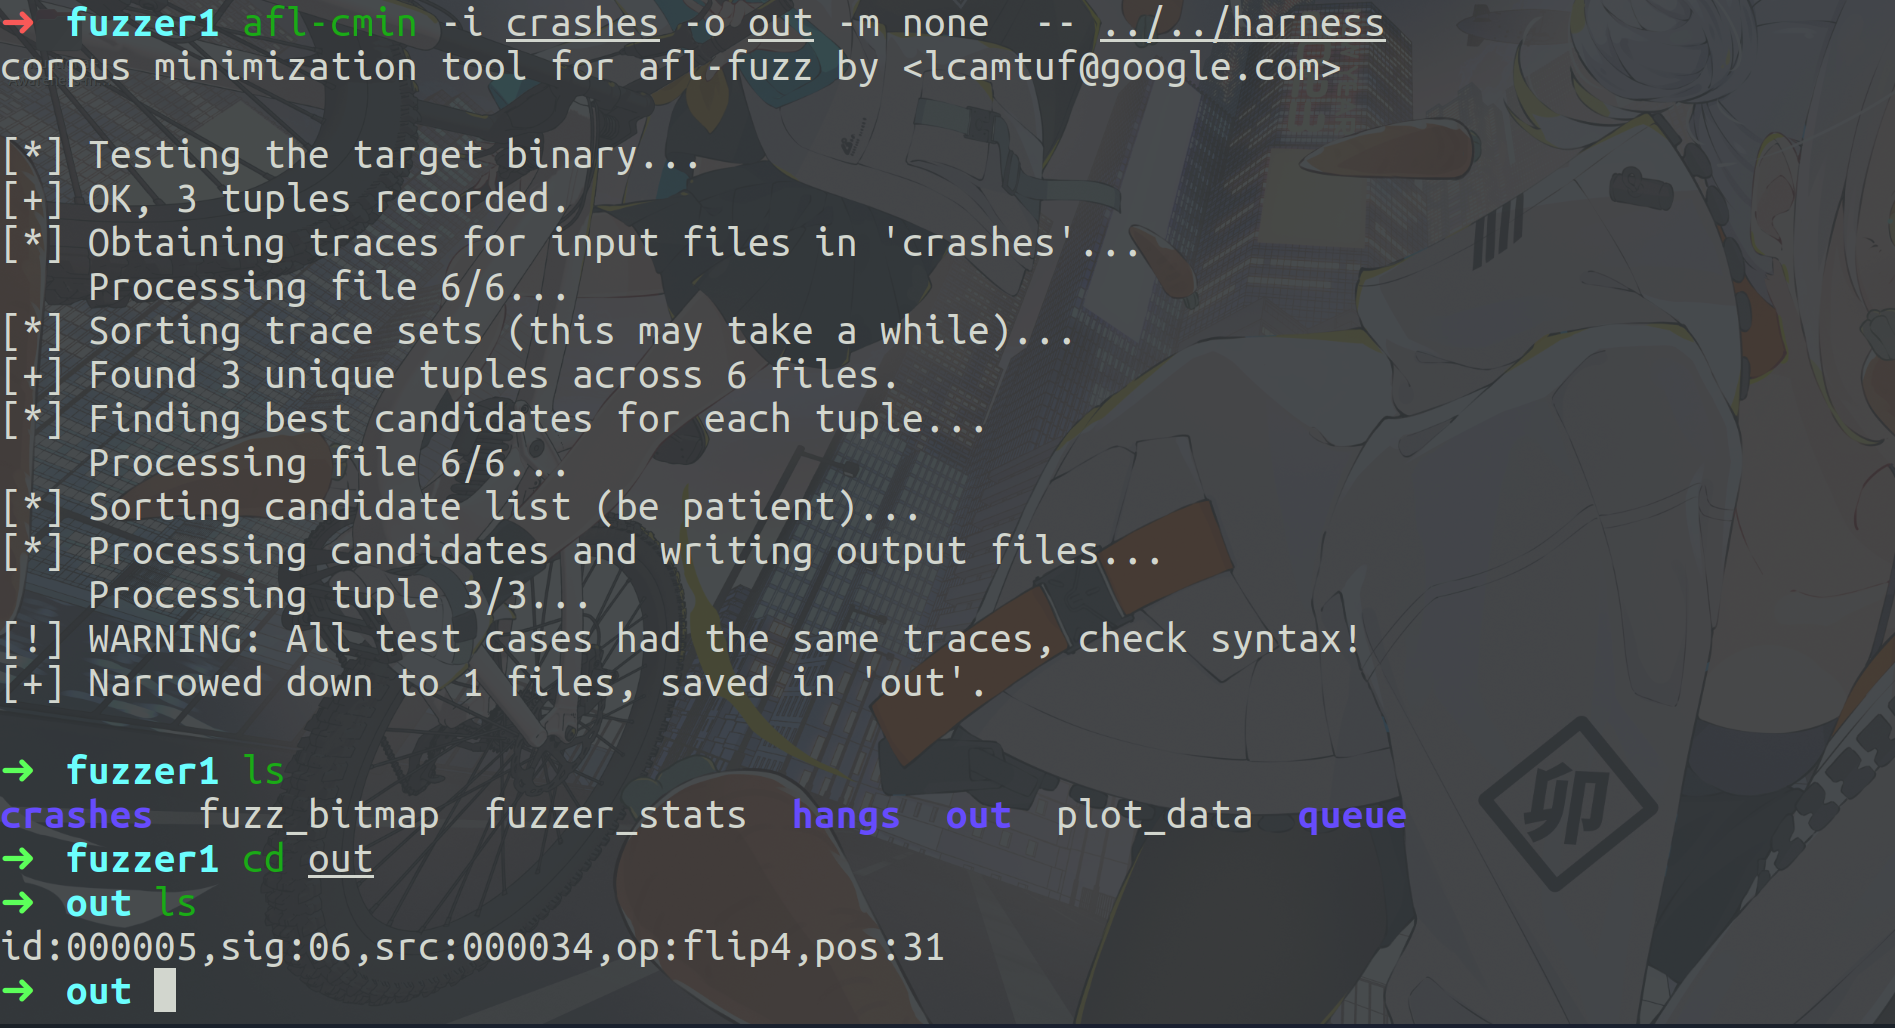 ➜ fuzzer1 afl-cmin -i crashes -o out -m none -- ../../harness
corpus minimization tool for afl-fuzz by <lcamtuf@google.com>
[*] Testing the target binary...
[+] OK, 3 tuples recorded.
[*] Obtaining traces for input files in 'crashes'...
Processing file 6/6...
[*] Sorting trace sets (this may take a while)...
[+] Found 3 unique tuples across 6 files.
[*] Finding best candidates for each tuple...
Processing file 6/6...
[*] Sorting candidate list (be patient)...
[*] Processing candidates and writing output files...
Processing tuple 3/3...
[!] WARNING: All test cases had the same traces, check syntax!
[+] Narrowed down to 1 files, saved in 'out'.
➜ fuzzer1 ls
crashes fuzz_bitmap fuzzer_stats hangs out plot_data queue
➜ fuzzer1 cd out
➜ out ls
id:000005,sig:06,src:000034,op:flip4,pos:31
➜ out
卯